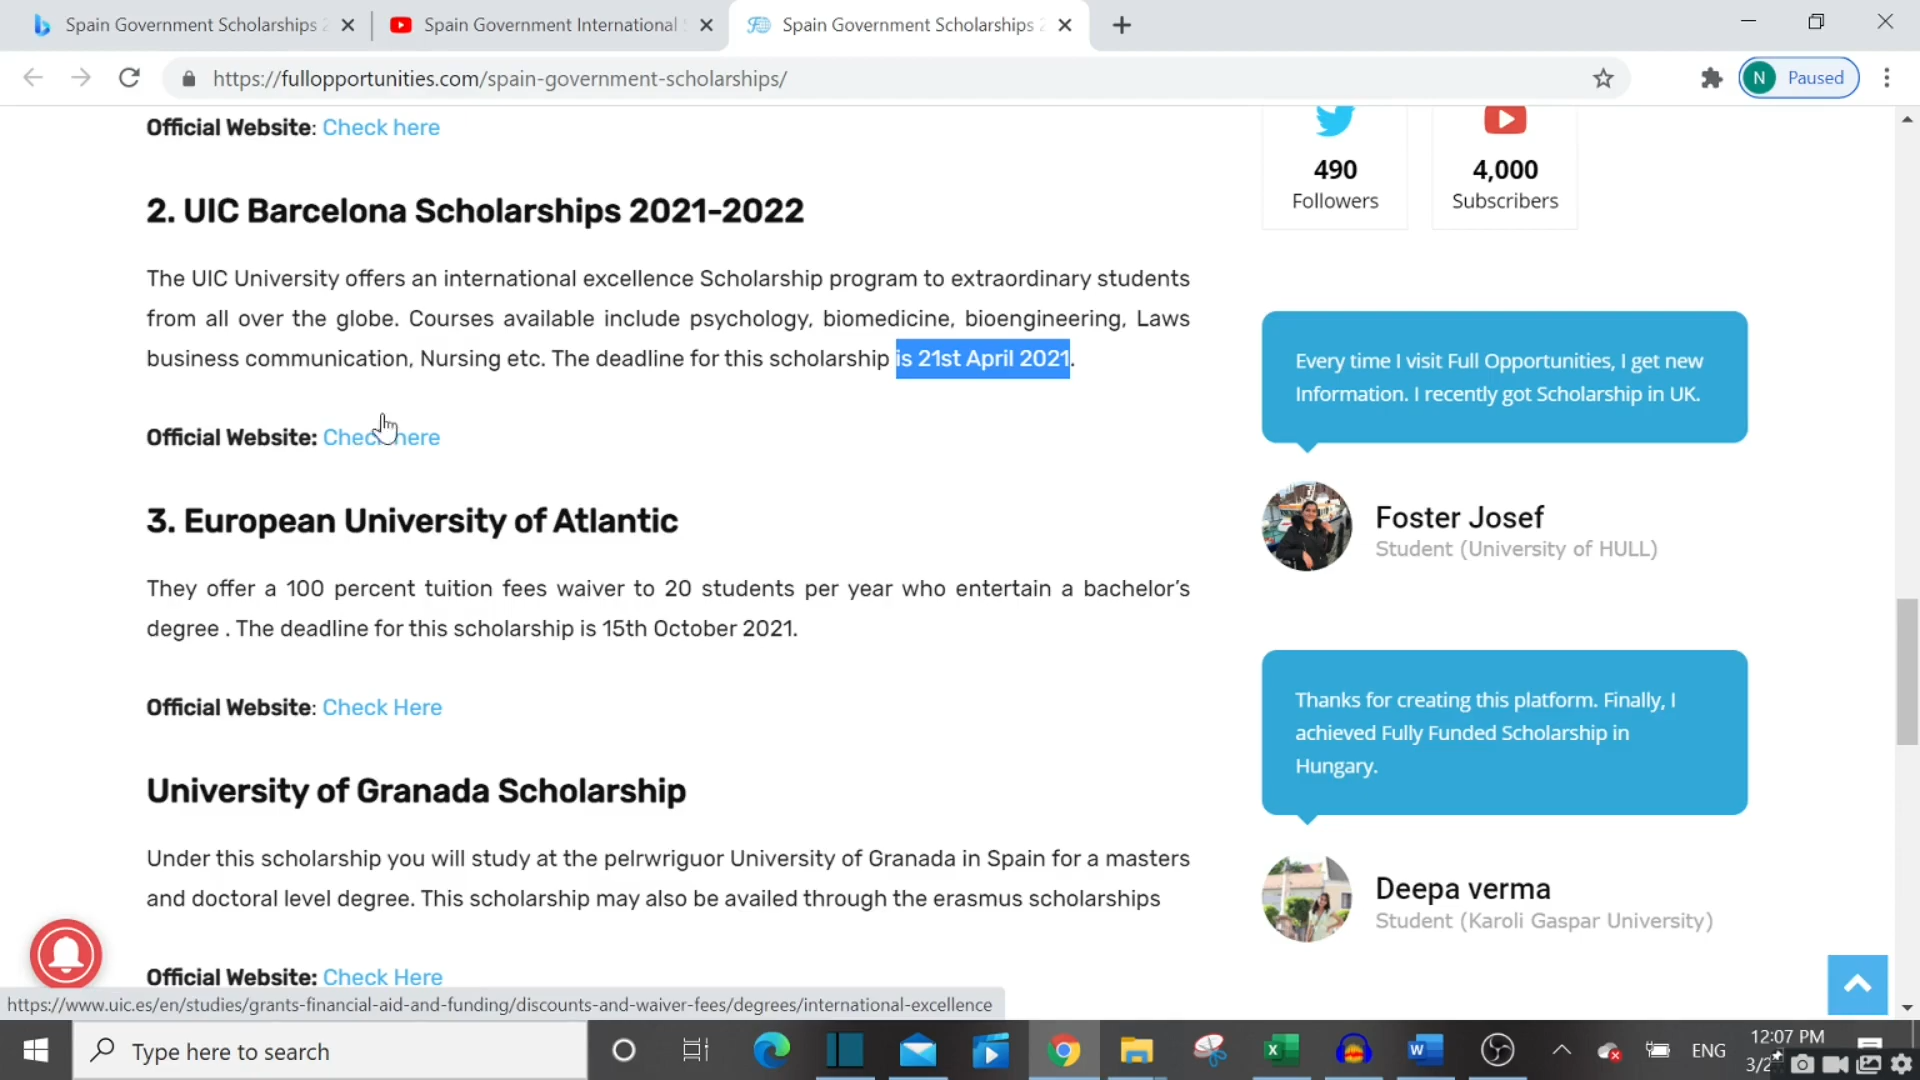 Spain Government Scholarships 2
Spain Government International S
Spain Government Scholarships 2
https://fullopportunities.com/spain-government-scholarships/
N Paused
Official Website: Check here
2. UIC Barcelona Scholarships 2021-2022
The UIC University offers an international excellence Scholarship program to extraordinary students
from all over the globe. Courses available include psychology, biomedicine, bioengineering, Laws
business communication, Nursing etc. The deadline for this scholarship is 21st April 2021.
Official Website: Check here
3. European University of Atlantic
They offer a 100 percent tuition fees waiver to 20 students per year who entertain a bachelor’s
degree . The deadline for this scholarship is 15th October 2021.
Official Website: Check Here
University of Granada Scholarship
Under this scholarship you will study at the pelrwriguor University of Granada in Spain for a masters
and doctoral level degree. This scholarship may also be availed through the erasmus scholarships
Official Website: Check Here
490
Followers
4,000
Subscribers
Every time I visit Full Opportunities, I get new
Information. I recently got Scholarship in UK.
Foster Josef
Student (University of HULL)
Thanks for creating this platform. Finally, I
achieved Fully Funded Scholarship in
Hungary.
Deepa verma
Student (Karoli Gaspar University)
https://www.uic.es/en/studies/grants-financial-aid-and-funding/discounts-and-waiver-fees/degrees/international-excellence
Type here to search
ENG
12:07 PM